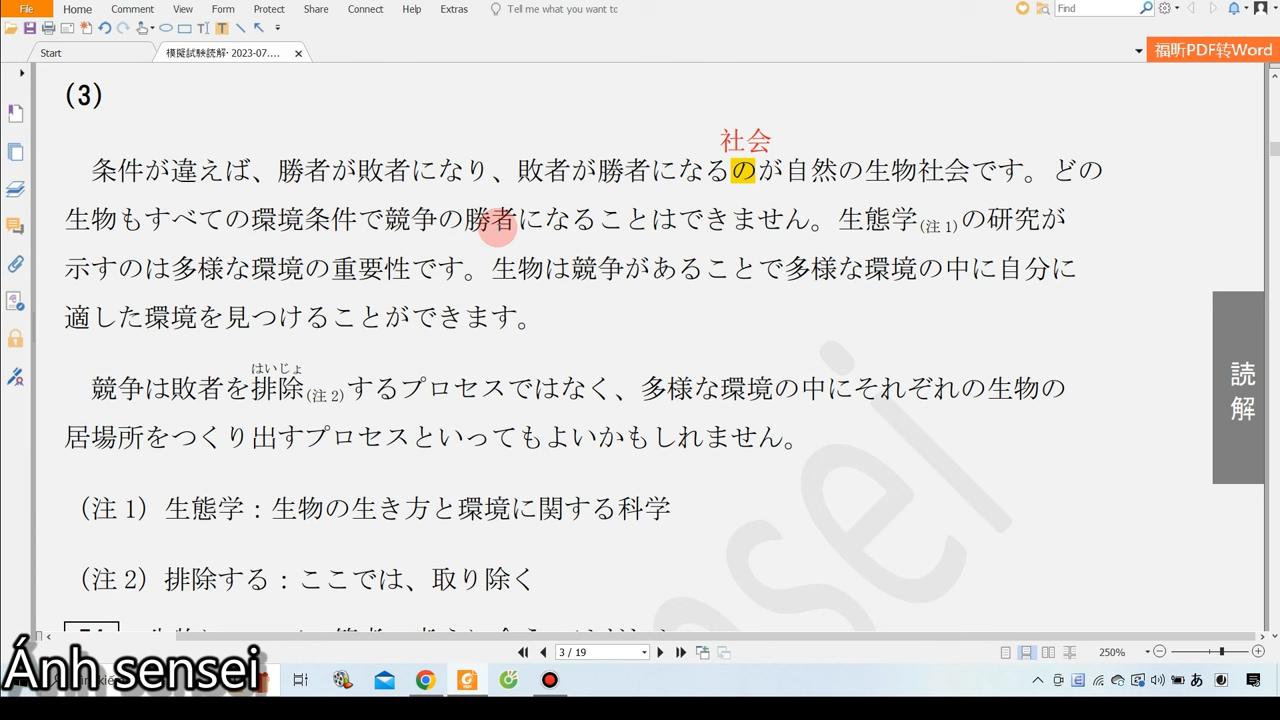 File Home Comment View Form Protect Share Connect Help Extras Tell me what you want to Find
Start 模擬試験読解- 2023-07....
福昕PDF转Word
(3)
社会
条件が違えば、勝者が敗者になり、敗者が勝者になるのが自然の生物社会です。どの
生物もすべての環境条件で競争の勝者になることはできません。生態学(注1)の研究が
示すのは多様な環境の重要性です。生物は競争があることで多様な環境の中に自分に
適した環境を見つけることができます。
はいじょ
競争は敗者を排除(注2)するプロセスではなく、多様な環境の中にそれぞれの生物の
居場所をつくり出すプロセスといってもよいかもしれません。
(注1)生態学：生物の生き方と環境に関する科学
(注2)排除する：ここでは、取り除く
読解
sensei
3 / 19
250%
Ánh sensei